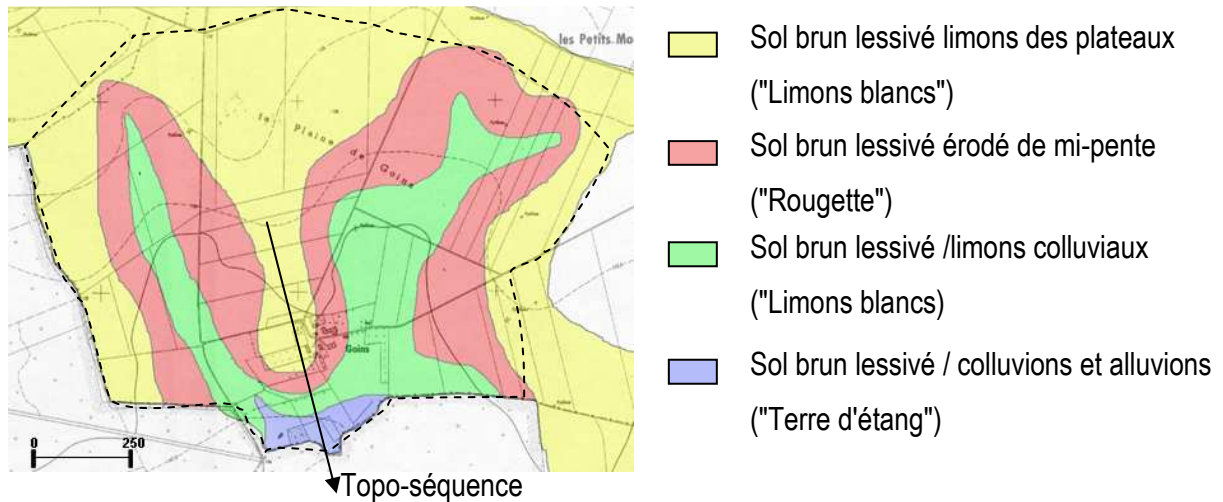 les Petits Mo
la Plaine de Goins
Goins
0 250
Topo-séquence
Sol brun lessivé limons des plateaux
("Limons blancs")
Sol brun lessivé érodé de mi-pente
("Rougette")
Sol brun lessivé /limons colluviaux
("Limons blancs)
Sol brun lessivé / colluvions et alluvions
("Terre d'étang")